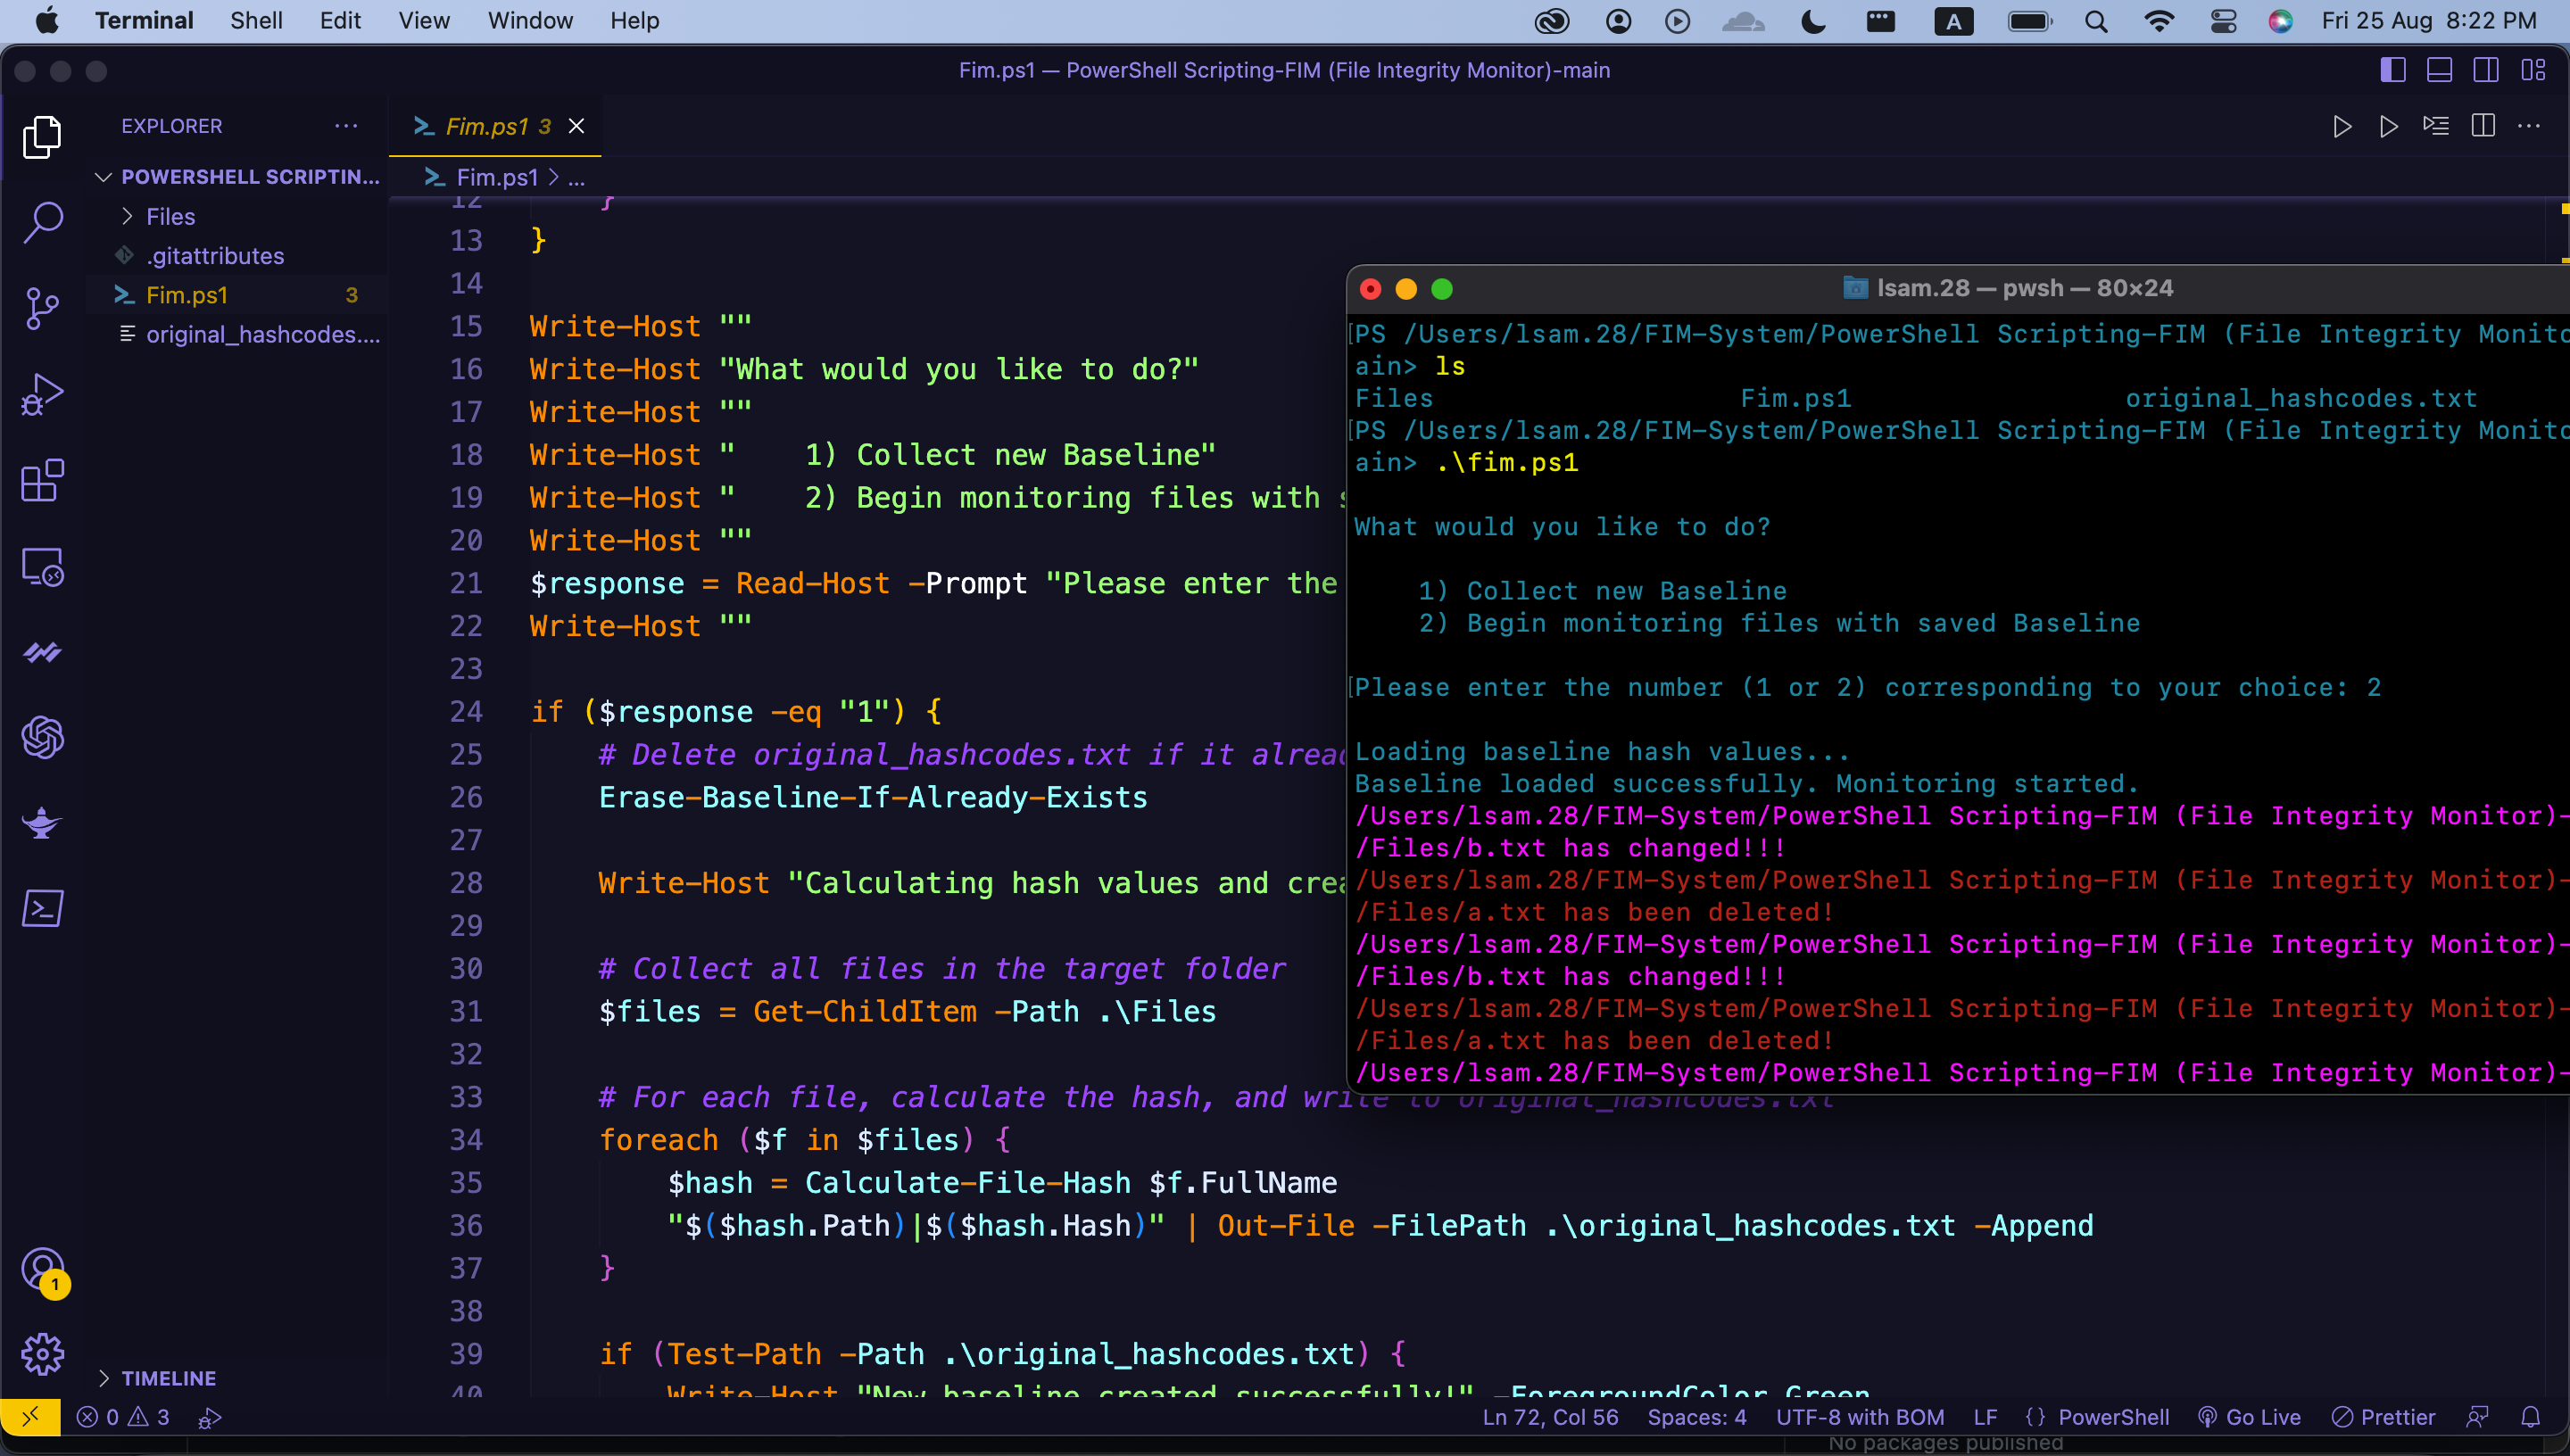 Terminal Shell Edit View Window Help A Fri 25 Aug 8:22 PM
Fim.ps1 — PowerShell Scripting-FIM (File Integrity Monitor)-main
EXPLORER ...
POWERSHELL SCRIPTIN...
Files
.gitattributes
Fim.ps1 3
original_hashcodes....
TIMELINE
1
Fim.ps1 3
Fim.ps1 > ...
12 }
13 }
14
15 Write-Host ""
16 Write-Host "What would you like to do?"
17 Write-Host ""
18 Write-Host "    1) Collect new Baseline"
19 Write-Host "    2) Begin monitoring files with
20 Write-Host ""
21 $response = Read-Host -Prompt "Please enter the
22 Write-Host ""
23
24 if ($response -eq "1") {
25     # Delete original_hashcodes.txt if it
26     Erase-Baseline-If-Already-Exists
27
28     Write-Host "Calculating hash values and
29
30     # Collect all files in the target folder
31     $files = Get-ChildItem -Path .\Files
32
33     # For each file, calculate the hash, and write to original_hashcodes.txt
34     foreach ($f in $files) {
35         $hash = Calculate-File-Hash $f.FullName
36         "$($hash.Path)|$($hash.Hash)" | Out-File -FilePath .\original_hashcodes.txt -Append
37     }
38
39     if (Test-Path -Path .\original_hashcodes.txt) {
40         Write-Host "New baseline created successfully!" -ForegroundColor Green
lsam.28 — pwsh — 80×24
[PS /Users/lsam.28/FIM-System/PowerShell Scripting-FIM (File Integrity Monito
ain> ls
Files Fim.ps1 original_hashcodes.txt
[PS /Users/lsam.28/FIM-System/PowerShell Scripting-FIM (File Integrity Monito
ain> .\fim.ps1
What would you like to do?
    1) Collect new Baseline
    2) Begin monitoring files with saved Baseline
[Please enter the number (1 or 2) corresponding to your choice: 2
Loading baseline hash values...
Baseline loaded successfully. Monitoring started.
/Users/lsam.28/FIM-System/PowerShell Scripting-FIM (File Integrity Monitor)-
/Files/b.txt has changed!!!
/Users/lsam.28/FIM-System/PowerShell Scripting-FIM (File Integrity Monitor)-
/Files/a.txt has been deleted!
/Users/lsam.28/FIM-System/PowerShell Scripting-FIM (File Integrity Monitor)-
/Files/b.txt has changed!!!
/Users/lsam.28/FIM-System/PowerShell Scripting-FIM (File Integrity Monitor)-
/Files/a.txt has been deleted!
/Users/lsam.28/FIM-System/PowerShell Scripting-FIM (File Integrity Monitor)-
0 3 Ln 72, Col 56 Spaces: 4 UTF-8 with BOM LF {} PowerShell Go Live Prettier
No packages published